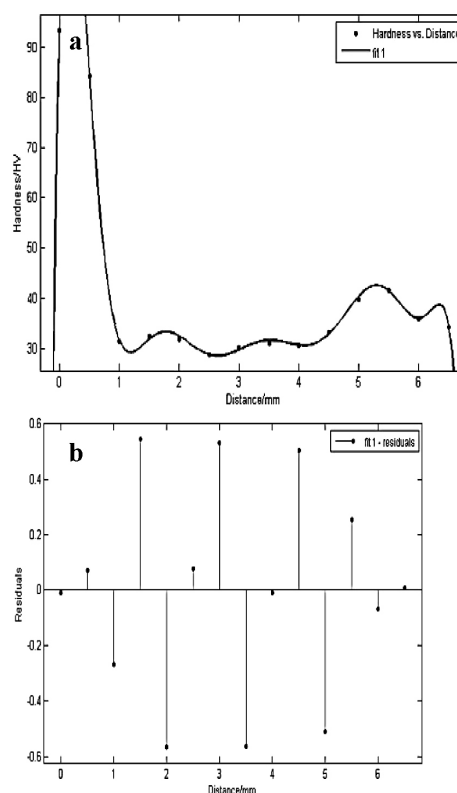 a
Hardness vs. Distance
fit 1
90
80
70
60
50
40
30
Hardness/HV
0 1 2 3 4 5 6
Distance/mm
b
fit 1 - residuals
0.6
0.4
0.2
0
-0.2
-0.4
-0.6
Residuals
0 1 2 3 4 5 6
Distance/mm